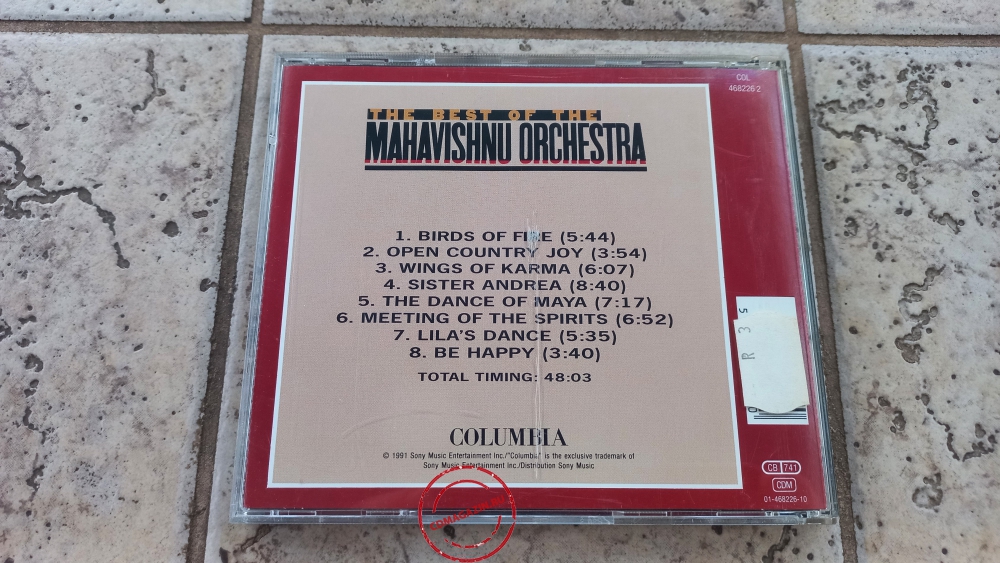 COL
468226 2
THE BEST OF THE
MAHAVISHNU ORCHESTRA
1. BIRDS OF FIRE (5:44)
2. OPEN COUNTRY JOY (3:54)
3. WINGS OF KARMA (6:07)
4. SISTER ANDREA (8:40)
5. THE DANCE OF MAYA (7:17)
6. MEETING OF THE SPIRITS (6:52)
7. LILA'S DANCE (5:35)
8. BE HAPPY (3:40)
TOTAL TIMING: 48:03
R 3 5
COLUMBIA
© 1991 Sony Music Entertainment Inc./"Columbia" is the exclusive trademark of
Sony Music Entertainment Inc./Distribution Sony Music
CB 741
CDM
01-468226-10